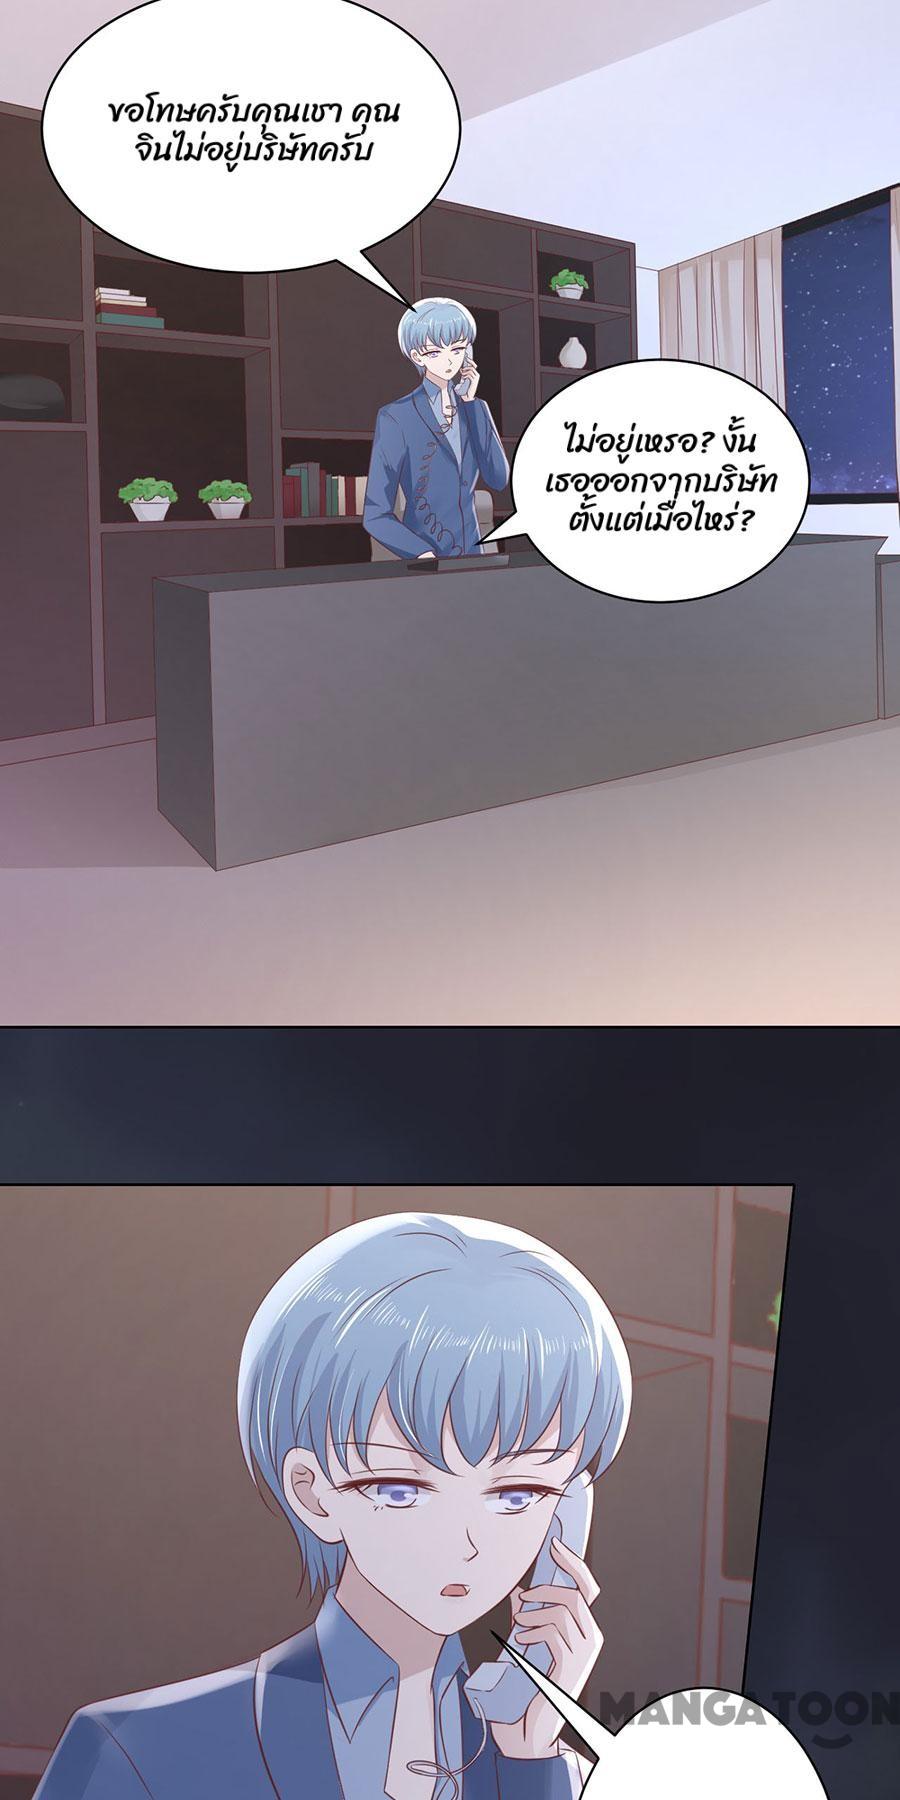 ขอโทษครับคุณเชา คุณ
จินไม่อยู่บริษัทครับ
ไม่อยู่เหรอ? งั้น
เธอออกจากบริษัท
ตั้งแต่เมื่อไหร่?
MANGATOON